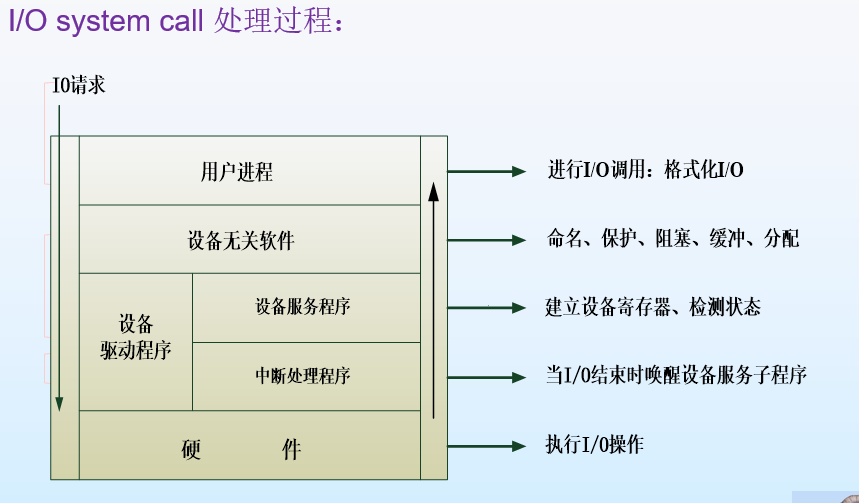 I/O system call 处理过程：
IO请求
用户进程
进行I/O调用：格式化I/O
设备无关软件
命名、保护、阻塞、缓冲、分配
设备
驱动程序
设备服务程序
建立设备寄存器、检测状态
中断处理程序
当I/O结束时唤醒设备服务子程序
硬 件
执行I/O操作